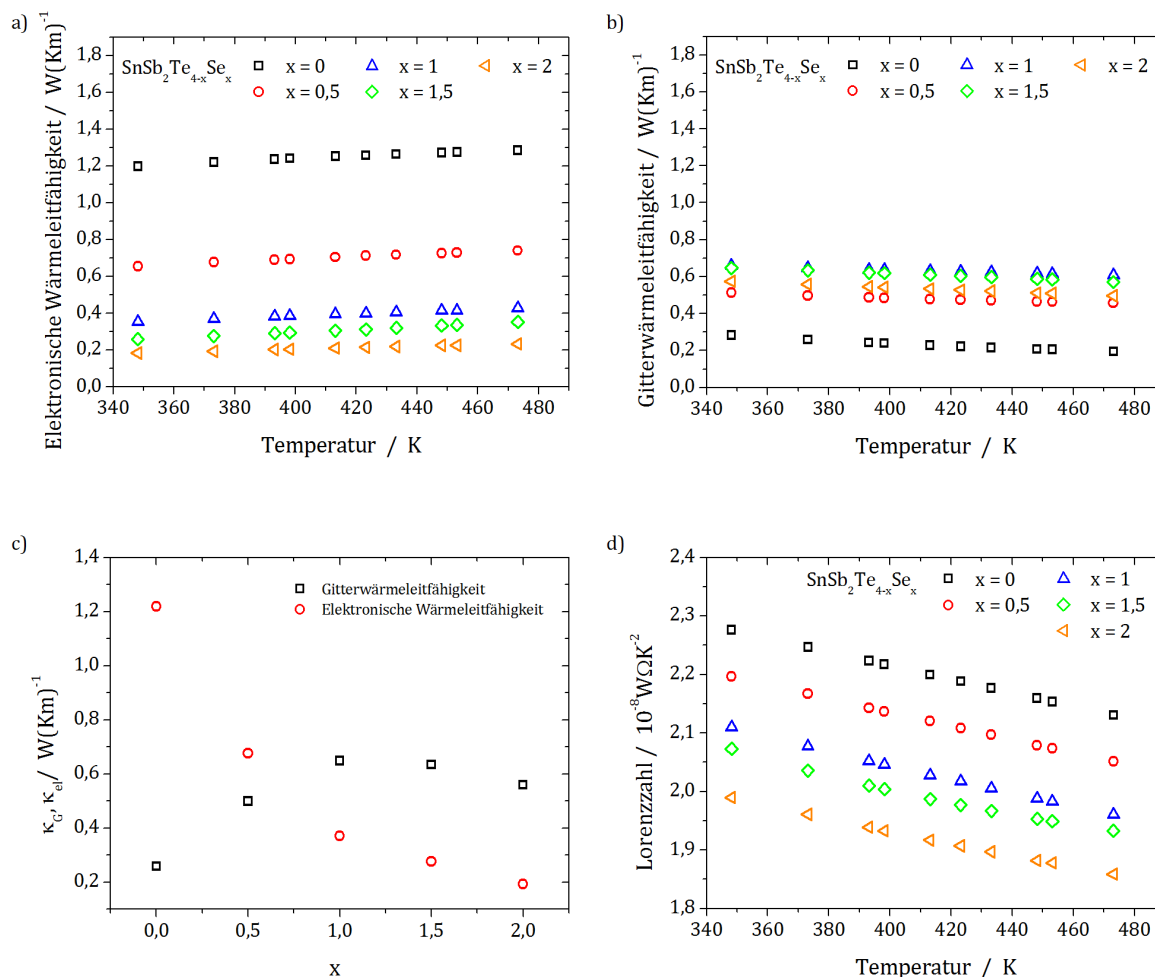 a)
Elektronische Wärmeleitfähigkeit / W(Km)⁻¹
1,8
1,6
1,4
1,2
1,0
0,8
0,6
0,4
0,2
0,0
SnSb₂Te₄₋ₓSeₓ
x = 0
x = 1
x = 2
x = 0,5
x = 1,5
340 360 380 400 420 440 460 480
Temperatur / K
b)
Gitterwärmeleitfähigkeit / W(Km)⁻¹
1,8
1,6
1,4
1,2
1,0
0,8
0,6
0,4
0,2
0,0
SnSb₂Te₄₋ₓSeₓ
x = 0
x = 1
x = 2
x = 0,5
x = 1,5
340 360 380 400 420 440 460 480
Temperatur / K
c)
κ_G, κ_el/ W(Km)⁻¹
1,4
1,2
1,0
0,8
0,6
0,4
0,2
Gitterwärmeleitfähigkeit
Elektronische Wärmeleitfähigkeit
0,0 0,5 1,0 1,5 2,0
x
d)
Lorenzzahl / 10⁻⁸WΩK⁻²
2,4
2,3
2,2
2,1
2,0
1,9
1,8
SnSb₂Te₄₋ₓSeₓ
x = 0
x = 1
x = 0,5
x = 1,5
x = 2
340 360 380 400 420 440 460 480
Temperatur / K